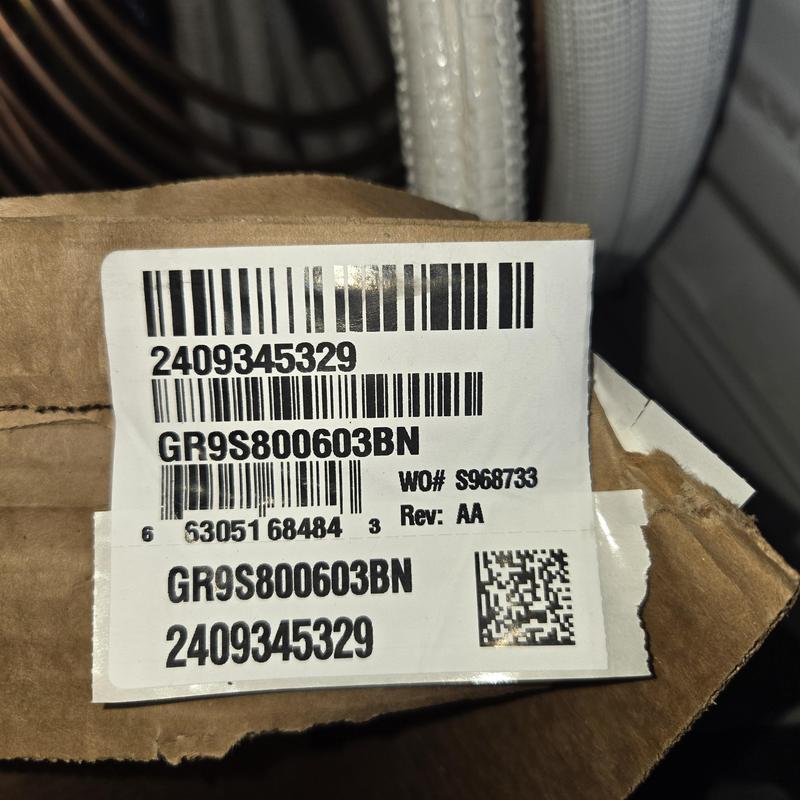 2409345329
GR9S800603BN
WO# S968733
6 63051 68484 3
Rev: AA
GR9S800603BN
2409345329